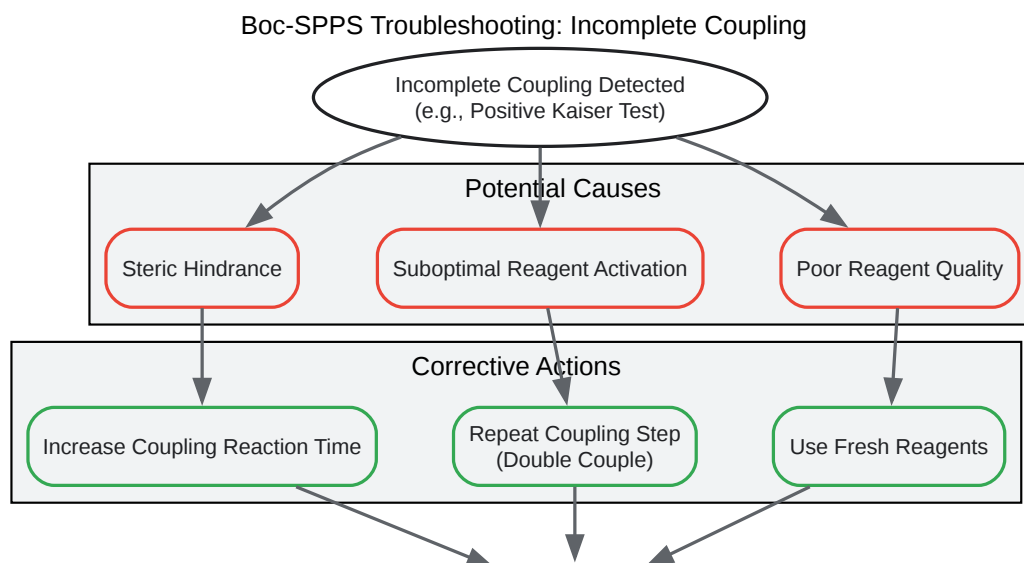 Boc-SPPS Troubleshooting: Incomplete Coupling
Incomplete Coupling Detected
(e.g., Positive Kaiser Test)
Potential Causes
Steric Hindrance
Suboptimal Reagent Activation
Poor Reagent Quality
Corrective Actions
Increase Coupling Reaction Time
Repeat Coupling Step
(Double Couple)
Use Fresh Reagents